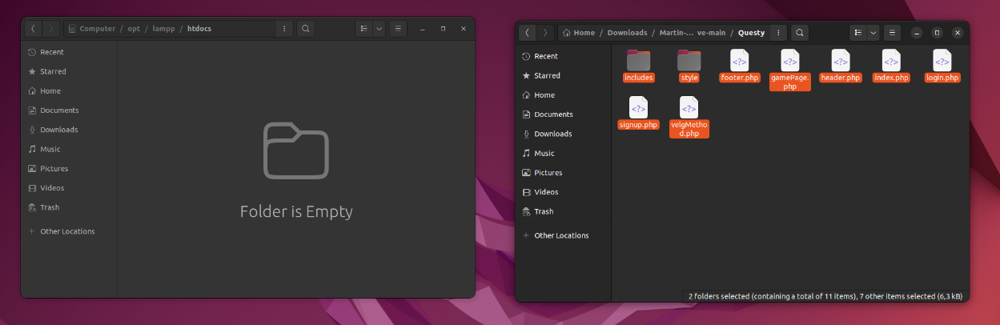 Computer / opt / lampp / htdocs
Recent
Starred
Home
Documents
Downloads
Music
Pictures
Videos
Trash
Other Locations
Folder is Empty
Home / Downloads / Martin-... ve-main / Questy
Recent
Starred
Home
Documents
Downloads
Music
Pictures
Videos
Trash
Other Locations
<?> <?> <?> <?> <?>
includes style footer.php gamePage. header.php index.php login.php
php
<?> <?>
signup.php velgMetho
d.php
2 folders selected (containing a total of 11 items), 7 other items selected (6,3 kB)